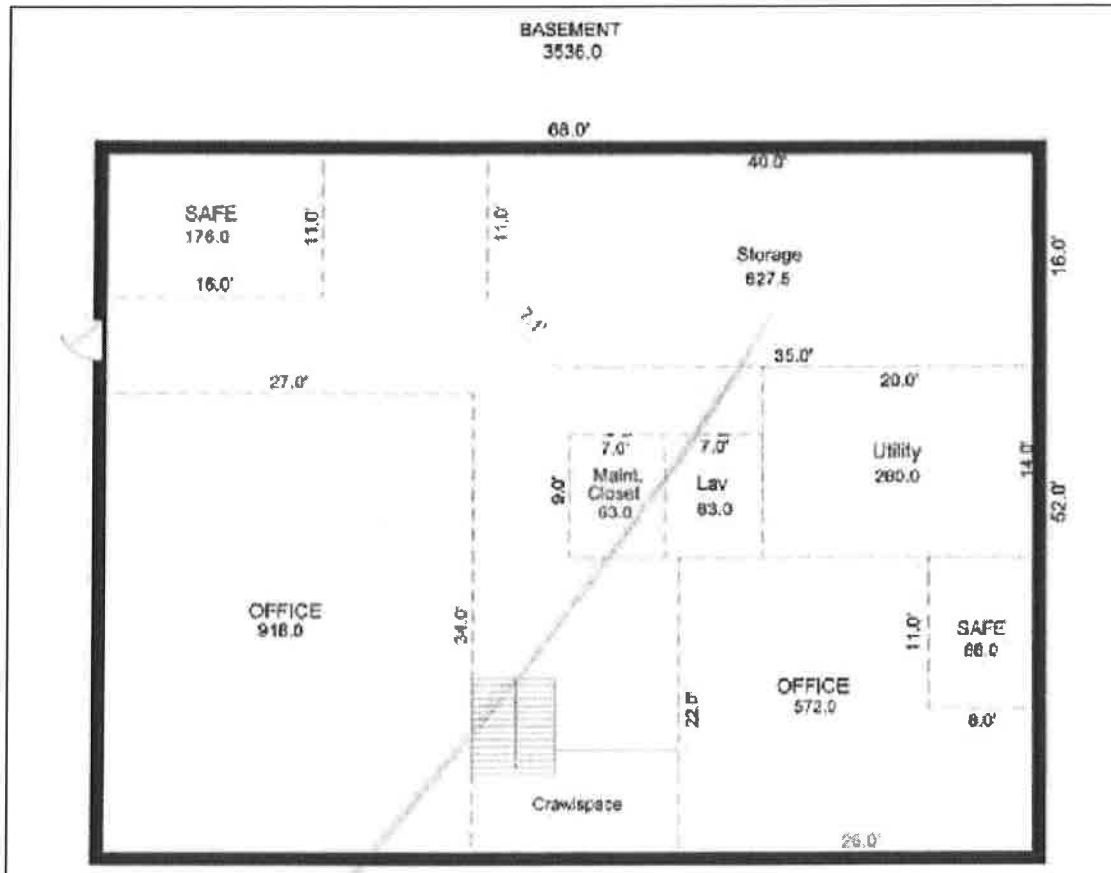 BASEMENT
3536.0
68.0'
40.0'
SAFE
176.0
11.0'
11.0'
16.0'
16.0'
Storage
627.5
7.1'
35.0'
27.0'
20.0'
7.0'
7.0'
Utility
280.0
14.0'
52.0'
9.0'
Maint.
Closet
63.0
Lav
63.0
OFFICE
918.0
34.0'
11.0'
SAFE
88.0
8.0'
OFFICE
572.0
22.0'
Crawlspace
26.0'